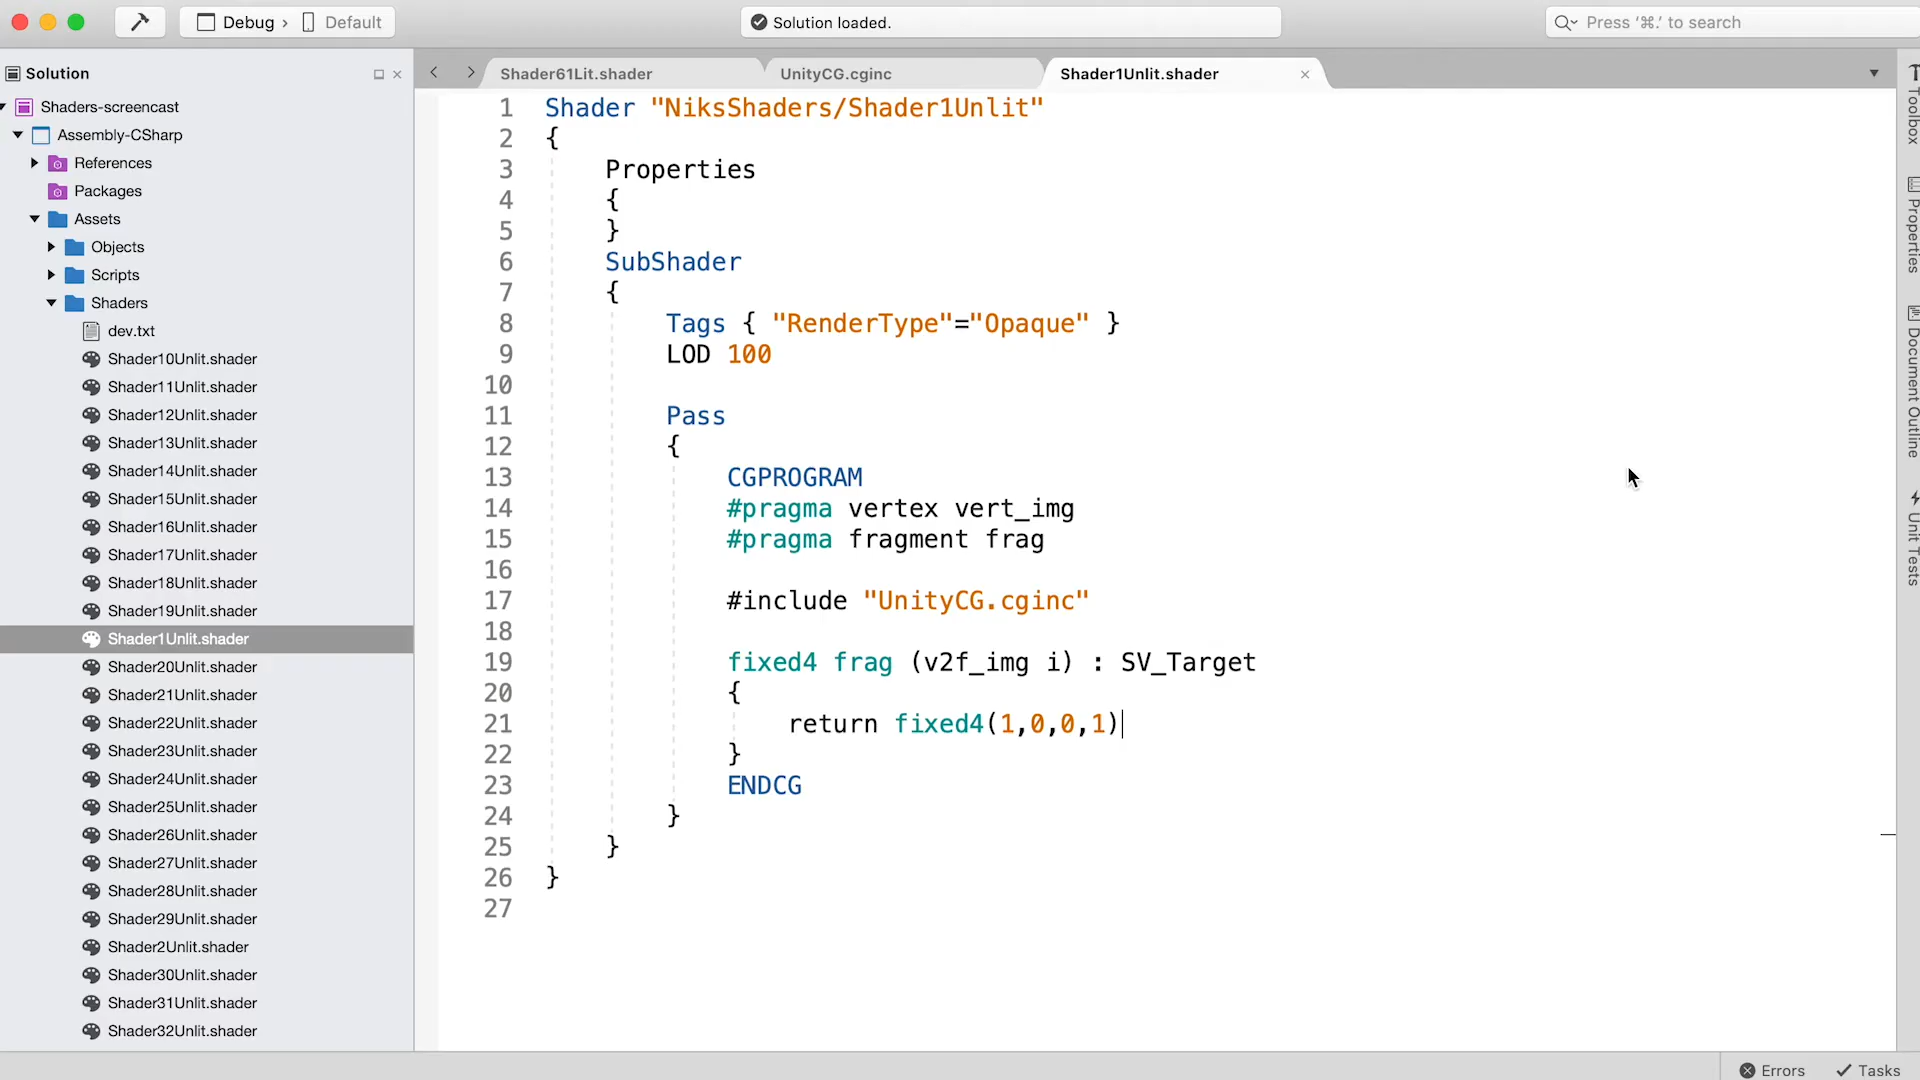 Debug › Default
Solution loaded.
Press ‘⌘.’ to search
Solution
Shaders-screencast
Assembly-CSharp
References
Packages
Assets
Objects
Scripts
Shaders
dev.txt
Shader10Unlit.shader
Shader11Unlit.shader
Shader12Unlit.shader
Shader13Unlit.shader
Shader14Unlit.shader
Shader15Unlit.shader
Shader16Unlit.shader
Shader17Unlit.shader
Shader18Unlit.shader
Shader19Unlit.shader
Shader1Unlit.shader
Shader20Unlit.shader
Shader21Unlit.shader
Shader22Unlit.shader
Shader23Unlit.shader
Shader24Unlit.shader
Shader25Unlit.shader
Shader26Unlit.shader
Shader27Unlit.shader
Shader28Unlit.shader
Shader29Unlit.shader
Shader2Unlit.shader
Shader30Unlit.shader
Shader31Unlit.shader
Shader32Unlit.shader
Shader61Lit.shader
UnityCG.cginc
Shader1Unlit.shader
1 Shader "NiksShaders/Shader1Unlit"
2 {
3 Properties
4 {
5 }
6 SubShader
7 {
8 Tags { "RenderType"="Opaque" }
9 LOD 100
10
11 Pass
12 {
13 CGPROGRAM
14 #pragma vertex vert_img
15 #pragma fragment frag
16
17 #include "UnityCG.cginc"
18
19 fixed4 frag (v2f_img i) : SV_Target
20 {
21 return fixed4(1,0,0,1)
22 }
23 ENDCG
24 }
25 }
26 }
27
Toolbox
Properties
Document Outline
Unit Tests
Errors
Tasks